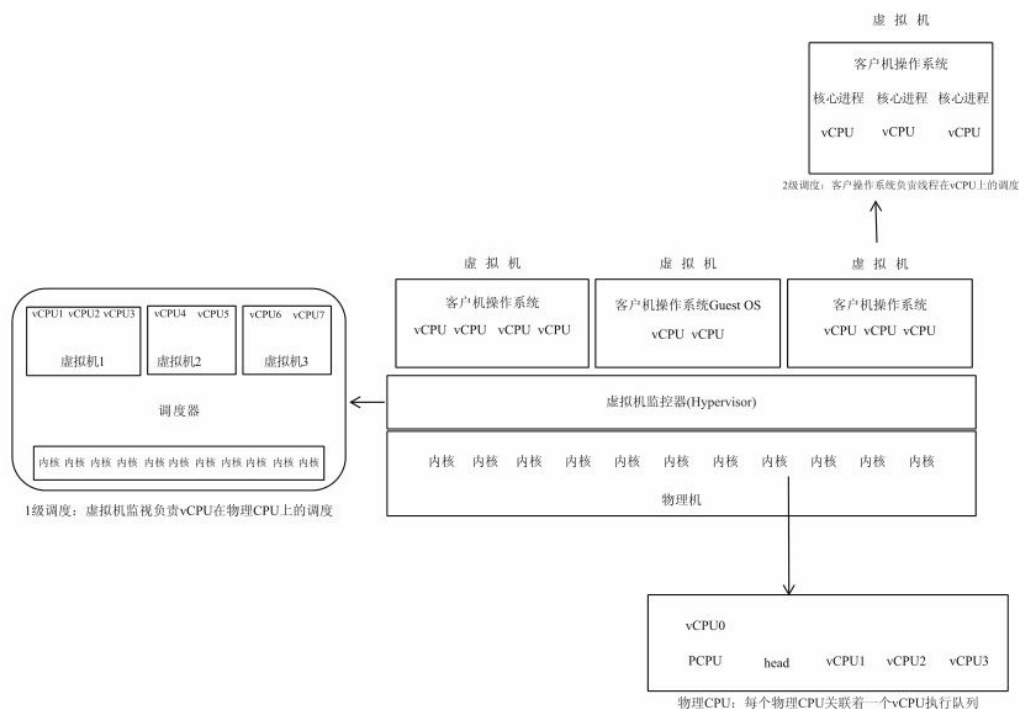 虚 拟 机
客户机操作系统
核心进程 核心进程 核心进程
vCPU vCPU vCPU
2级调度：客户操作系统负责线程在vCPU上的调度
虚 拟 机 虚 拟 机 虚 拟 机
客户机操作系统 客户机操作系统Guest OS 客户机操作系统
vCPU vCPU vCPU vCPU vCPU vCPU vCPU vCPU vCPU
虚拟机监控器(Hypervisor)
内核 内核 内核 内核 内核 内核 内核 内核 内核 内核 内核
物理机
vCPU1 vCPU2 vCPU3 vCPU4 vCPU5 vCPU6 vCPU7
虚拟机1 虚拟机2 虚拟机3
调度器
内核 内核 内核 内核 内核 内核 内核 内核 内核 内核 内核
1级调度：虚拟机监视负责vCPU在物理CPU上的调度
vCPU0
PCPU head vCPU1 vCPU2 vCPU3
物理CPU：每个物理CPU关联着一个vCPU执行队列